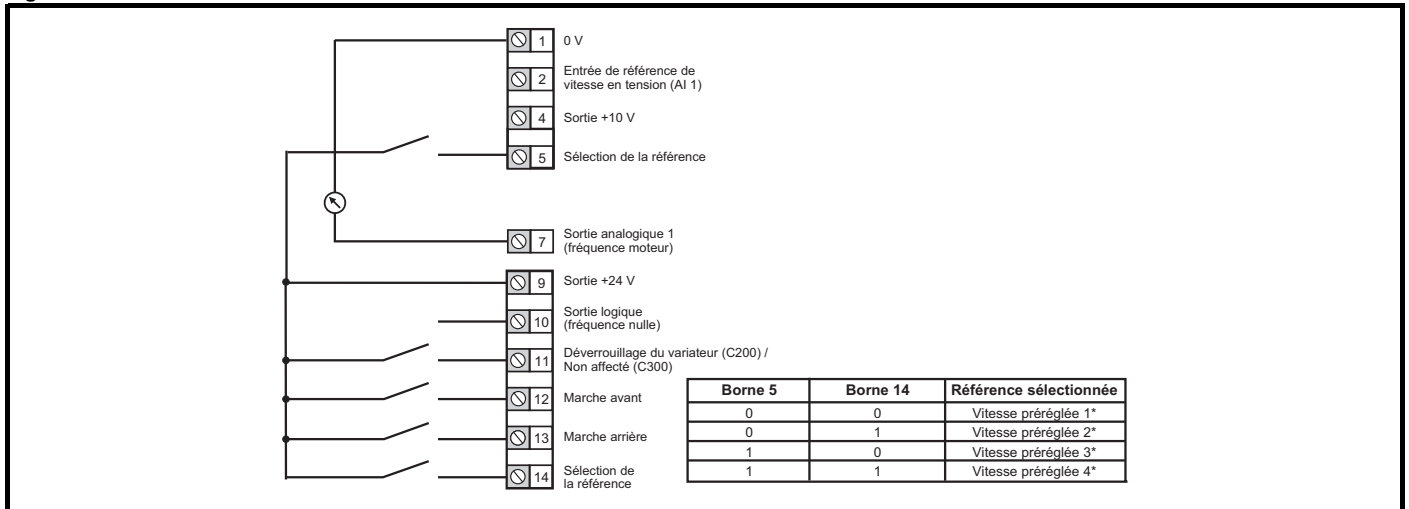 1 0 V
2 Entrée de référence de
vitesse en tension (AI 1)
4 Sortie +10 V
5 Sélection de la référence
7 Sortie analogique 1
(fréquence moteur)
9 Sortie +24 V
10 Sortie logique
(fréquence nulle)
11 Déverrouillage du variateur (C200) /
Non affecté (C300)
12 Marche avant
13 Marche arrière
14 Sélection de
la référence
Borne 5 Borne 14 Référence sélectionnée
0 0 Vitesse préréglée 1*
0 1 Vitesse préréglée 2*
1 0 Vitesse préréglée 3*
1 1 Vitesse préréglée 4*